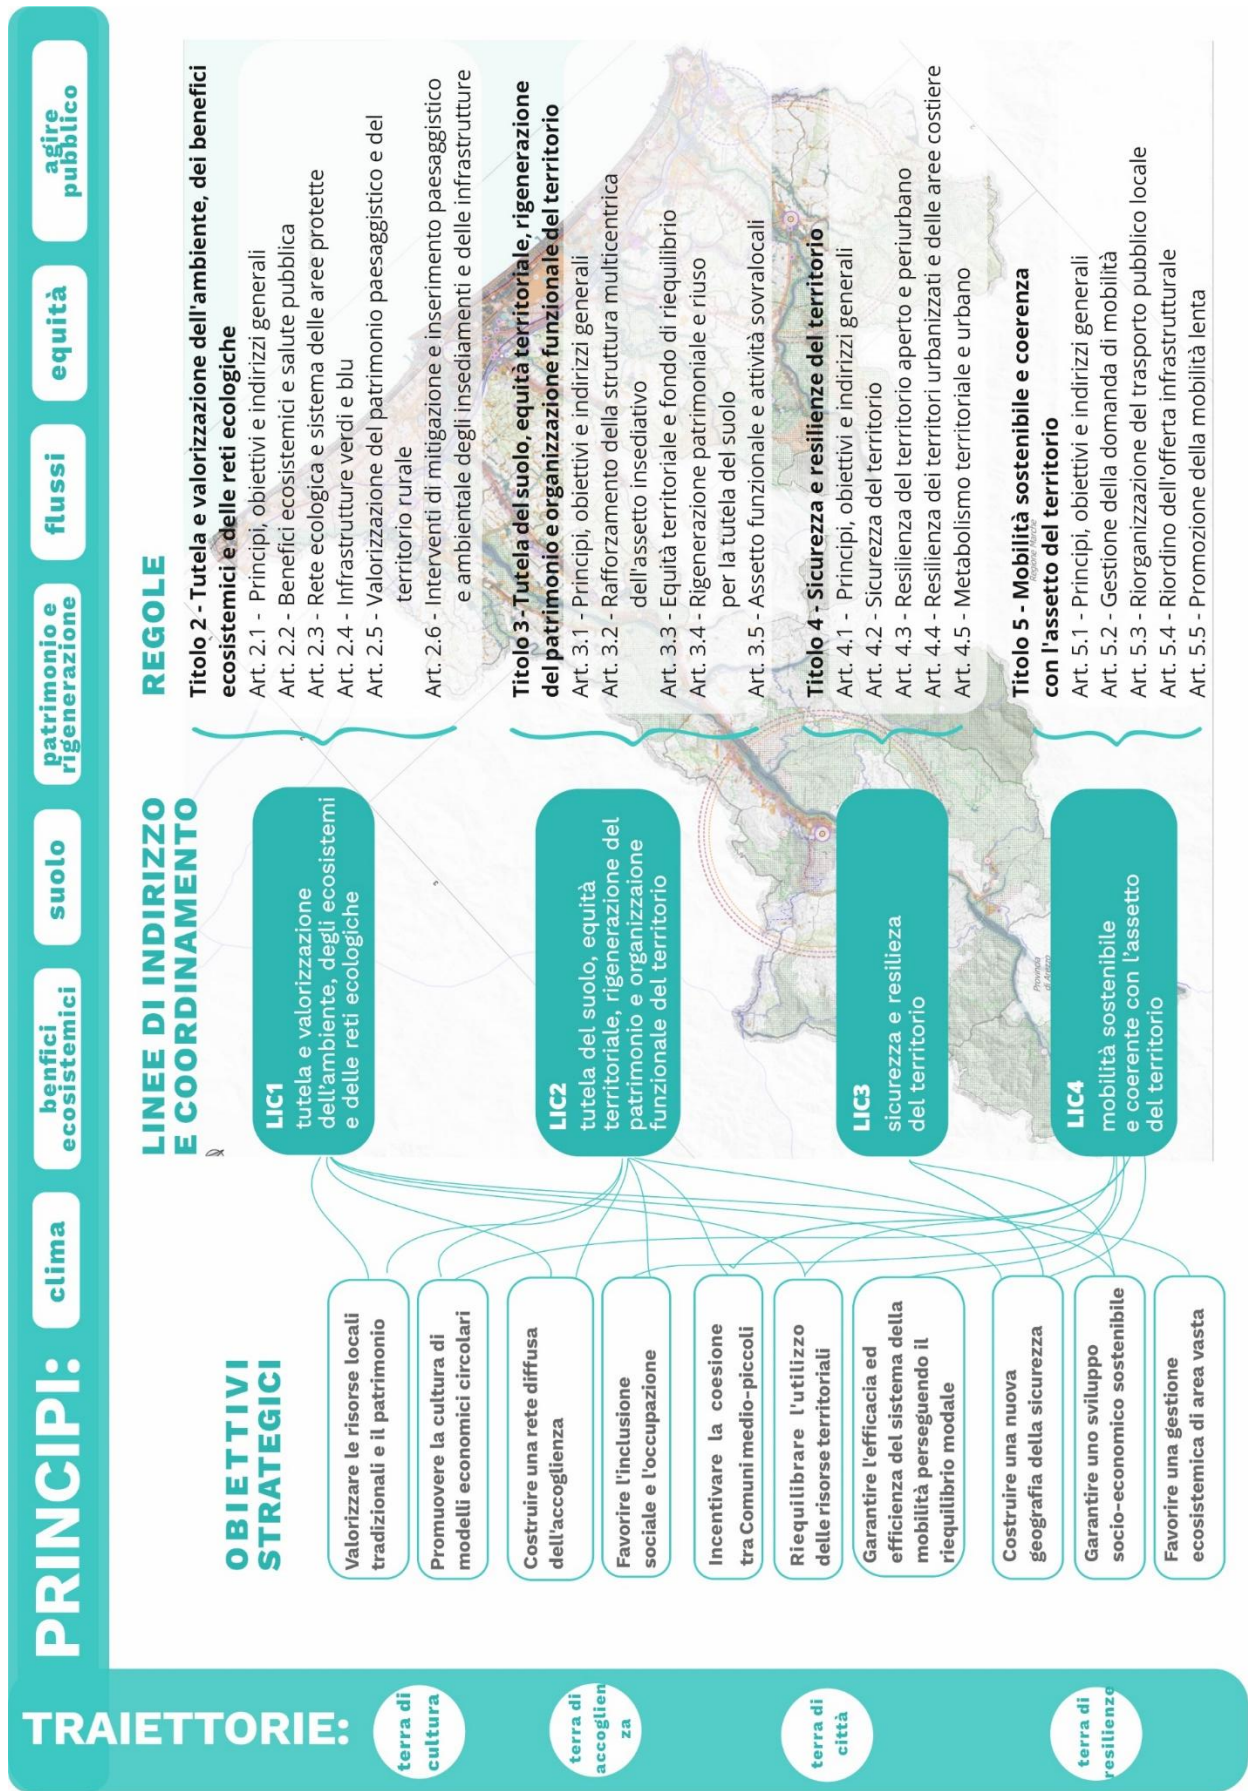 PRINCIPI:
clima
benfici
ecosistemici
suolo
patrimonio e
rigenerazione
flussi
equità
agire
pubblico
TRAIETTORIE:
terra di
cultura
terra di
accoglien
za
terra di
città
terra di
resilienze
OBIETTIVI
STRATEGICI
Valorizzare le risorse locali
tradizionali e il patrimonio
Promuovere la cultura di
modelli economici circolari
Costruire una rete diffusa
dell'accoglienza
Favorire l'inclusione
sociale e l'occupazione
Incentivare la coesione
tra Comuni medio-piccoli
Riequilibrare l'utilizzo
delle risorse territoriali
Garantire l'efficacia ed
efficienza del sistema della
mobilità perseguendo il
riequilibrio modale
Costruire una nuova
geografia della sicurezza
Garantire uno sviluppo
socio-economico sostenibile
Favorire una gestione
ecosistemica di area vasta
LINEE DI INDIRIZZO
E COORDINAMENTO
LIC1
tutela e valorizzazione
dell'ambiente, degli ecosistemi
e delle reti ecologiche
LIC2
tutela del suolo, equità
territoriale, rigenerazione del
patrimonio e organizzaione
funzionale del territorio
LIC3
sicurezza e resilieza
del territorio
LIC4
mobilità sostenibile
e coerente con l'assetto
del territorio
REGOLE
Titolo 2 - Tutela e valorizzazione dell'ambiente, dei benefici
ecosistemici e delle reti ecologiche
Art. 2.1 - Principi, obiettivi e indirizzi generali
Art. 2.2 - Benefici ecosistemici e salute pubblica
Art. 2.3 - Rete ecologica e sistema delle aree protette
Art. 2.4 - Infrastrutture verdi e blu
Art. 2.5 - Valorizzazione del patrimonio paesaggistico e del
territorio rurale
Art. 2.6 - Interventi di mitigazione e inserimento paesaggistico
e ambientale degli insediamenti e delle infrastrutture
Titolo 3 - Tutela del suolo, equità territoriale, rigenerazione
del patrimonio e organizzazione funzionale del territorio
Art. 3.1 - Principi, obiettivi e indirizzi generali
Art. 3.2 - Rafforzamento della struttura multicentrica
dell'assetto insediativo
Art. 3.3 - Equità territoriale e fondo di riequilibrio
Art. 3.4 - Rigenerazione patrimoniale e riuso
per la tutela del suolo
Art. 3.5 - Assetto funzionale e attività sovralocali
Titolo 4 - Sicurezza e resilienze del territorio
Art. 4.1 - Principi, obiettivi e indirizzi generali
Art. 4.2 - Sicurezza del territorio
Art. 4.3 - Resilienza del territorio aperto e periurbano
Art. 4.4 - Resilienza dei territori urbanizzati e delle aree costiere
Art. 4.5 - Metabolismo territoriale e urbano
Titolo 5 - Mobilità sostenibile e coerenza
con l'assetto del territorio
Art. 5.1 - Principi, obiettivi e indirizzi generali
Art. 5.2 - Gestione della domanda di mobilità
Art. 5.3 - Riorganizzazione del trasporto pubblico locale
Art. 5.4 - Riordino dell'offerta infrastrutturale
Art. 5.5 - Promozione della mobilità lenta
Provincia
di Arezzo
Regione Marche